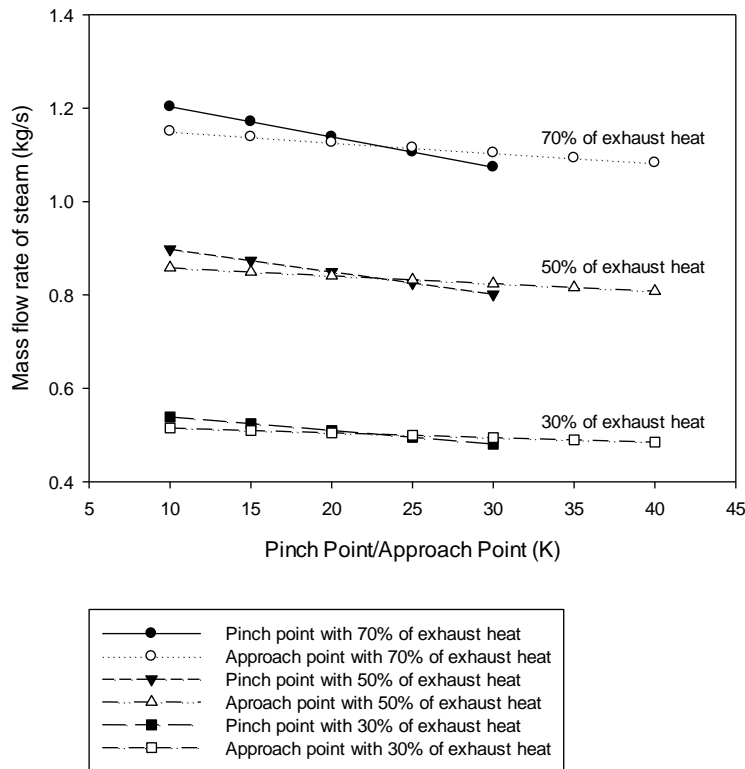 1.4
1.2
1.0
0.8
0.6
0.4
Mass flow rate of steam (kg/s)
70% of exhaust heat
50% of exhaust heat
30% of exhaust heat
5 10 15 20 25 30 35 40 45
Pinch Point/Approach Point (K)
Pinch point with 70% of exhaust heat
Approach point with 70% of exhaust heat
Pinch point with 50% of exhaust heat
Aproach point with 50% of exhaust heat
Pinch point with 30% of exhaust heat
Approach point with 30% of exhaust heat